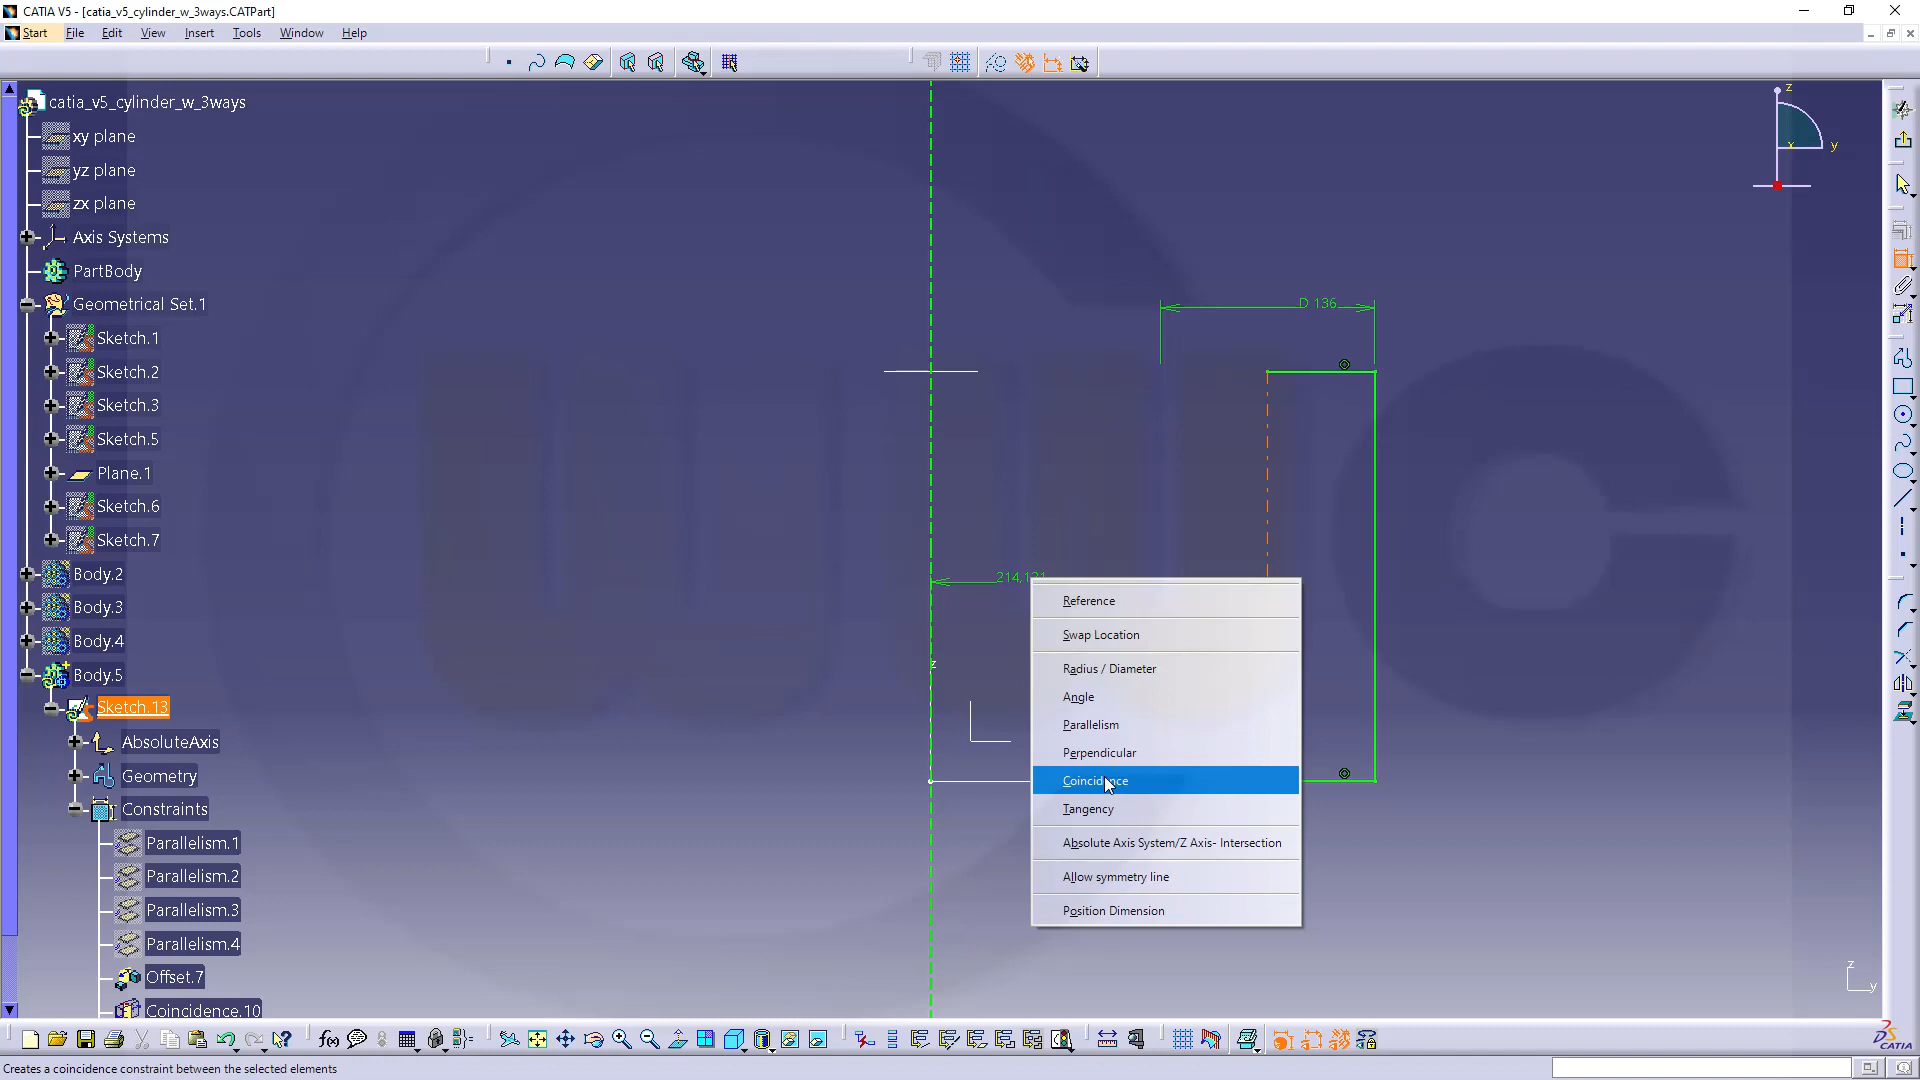 CATIA V5 - [catia_v5_cylinder_w_3ways.CATPart]
Start File Edit View Insert Tools Window Help
catia_v5_cylinder_w_3ways
xy plane
yz plane
zx plane
Axis Systems
PartBody
Geometrical Set.1
Sketch.1
Sketch.2
Sketch.3
Sketch.5
Plane.1
Sketch.6
Sketch.7
Body.2
Body.3
Body.4
Body.5
Sketch.13
AbsoluteAxis
Geometry
Constraints
Parallelism.1
Parallelism.2
Parallelism.3
Parallelism.4
Offset.7
Coincidence.10
z
x
y
D 136
z
Reference
Swap Location
Radius / Diameter
Angle
Parallelism
Perpendicular
Coincidence
Tangency
Absolute Axis System/Z Axis- Intersection
Allow symmetry line
Position Dimension
z
y
f(x)
CATIA
Creates a coincidence constraint between the selected elements